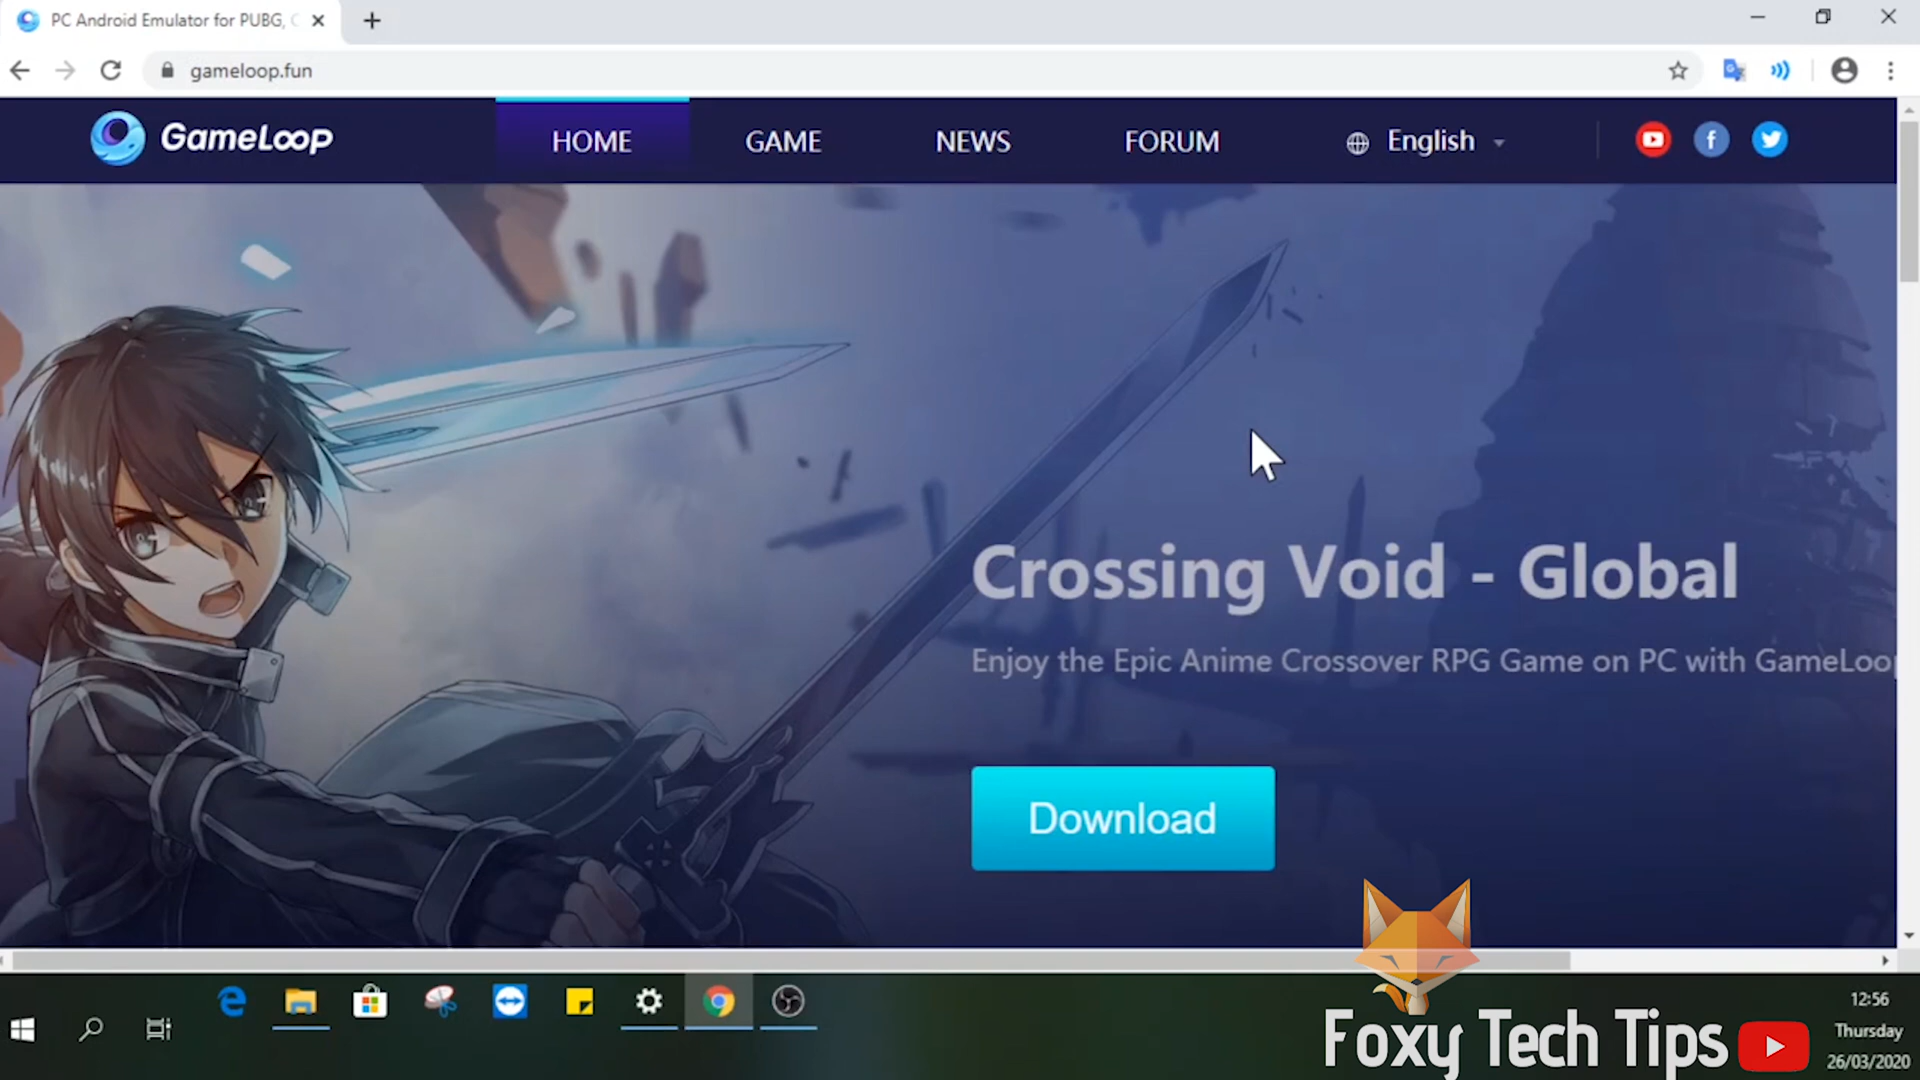 PC Android Emulator for PUBG, C
gameloop.fun
GameLoop
HOME
GAME
NEWS
FORUM
English
Crossing Void - Global
Enjoy the Epic Anime Crossover RPG Game on PC with GameLoop
Download
12:56
Thursday
26/03/2020
Foxy Tech Tips